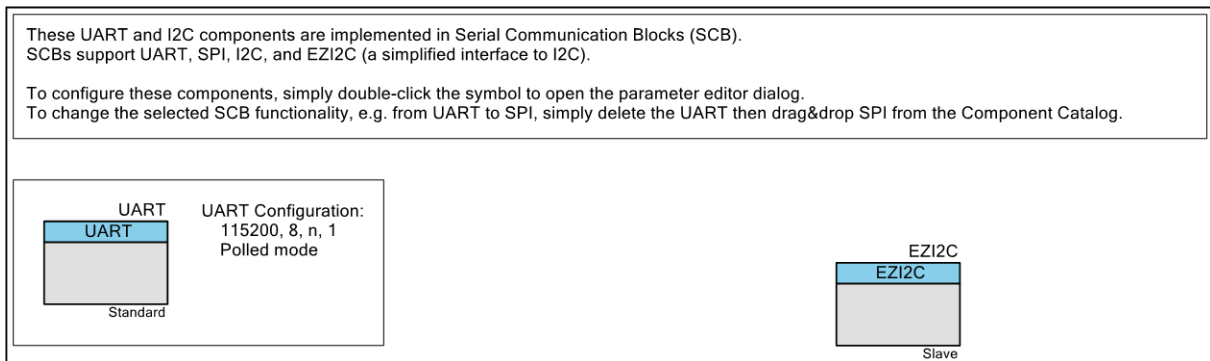 These UART and I2C components are implemented in Serial Communication Blocks (SCB).
SCBs support UART, SPI, I2C, and EZI2C (a simplified interface to I2C).
To configure these components, simply double-click the symbol to open the parameter editor dialog.
To change the selected SCB functionality, e.g. from UART to SPI, simply delete the UART then drag&drop SPI from the Component Catalog.
UART
UART
Standard
UART Configuration:
115200, 8, n, 1
Polled mode
EZI2C
EZI2C
Slave